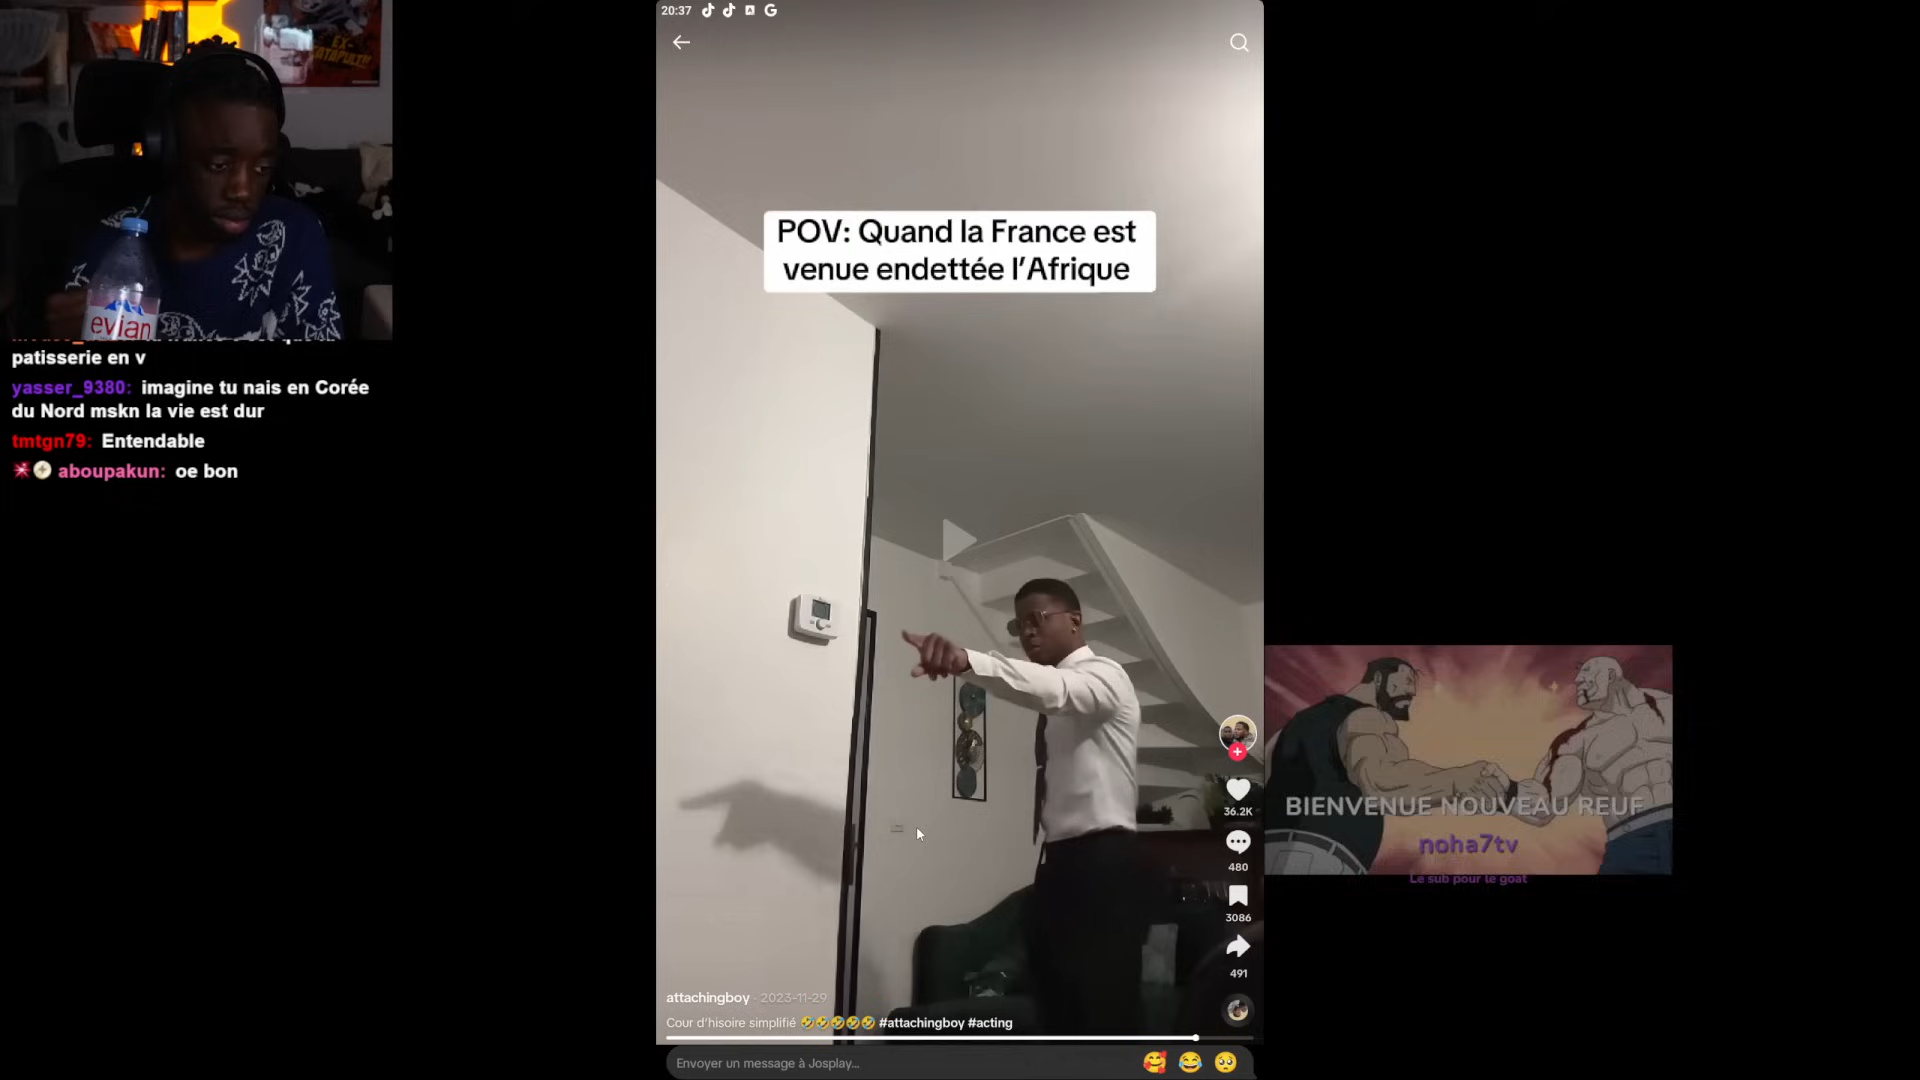 20:37
POV: Quand la France est
venue endettée l’Afrique
evian
patisserie en v
yasser_9380: imagine tu nais en Corée
du Nord mskn la vie est dur
tmtgn79: Entendable
aboupakun: oe bon
36.2K
480
3086
491
BIENVENUE NOUVEAU REUF
noha7tv
Le sub pour le goat
attachingboy · 2023-11-29
Cour d’hisoire simplifié 🤣🤣🤣🤣🤣 #attachingboy #acting
Envoyer un message à Josplay...